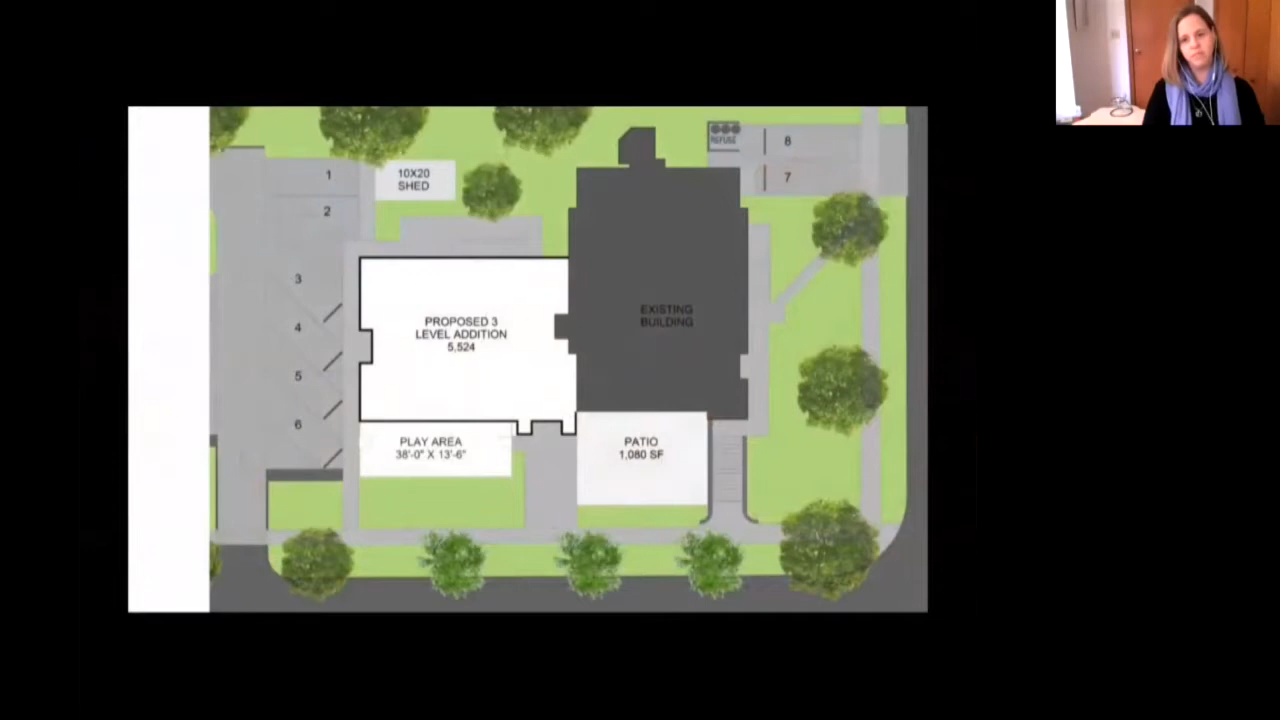 REFUSE
8
1
10X20
SHED
7
2
3
EXISTING
BUILDING
PROPOSED 3
LEVEL ADDITION
5,524
4
5
6
PLAY AREA
38'-0" X 13'-6"
PATIO
1,080 SF